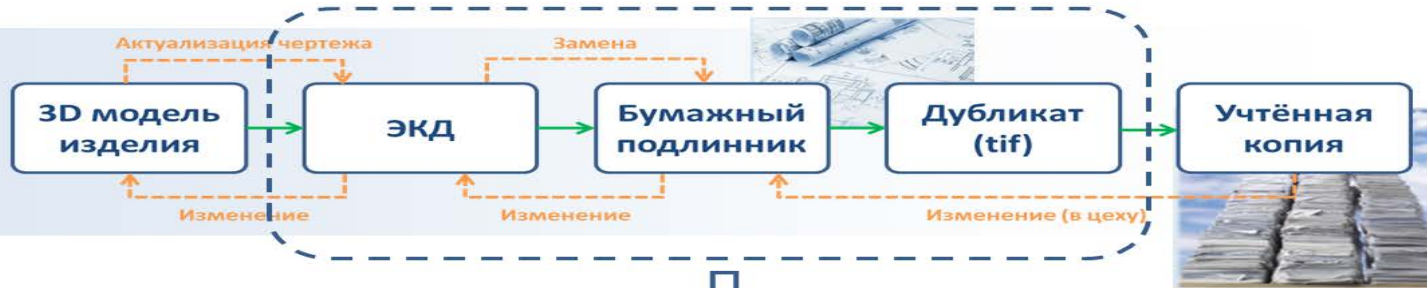 Актуализация чертежа
Замена
3D модель
изделия
ЭКД
Бумажный
подлинник
Дубликат
(tif)
Учтённая
копия
Изменение
Изменение
Изменение (в цеху)
П